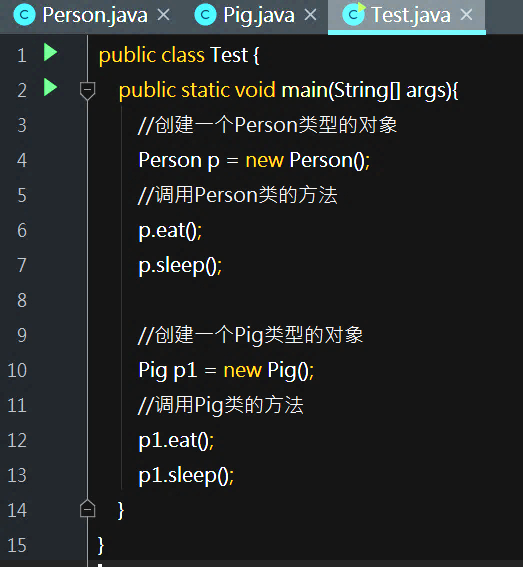 Person.java Pig.java Test.java
1 public class Test {
2 public static void main(String[] args){
3 //创建一个Person类型的对象
4 Person p = new Person();
5 //调用Person类的方法
6 p.eat();
7 p.sleep();
8
9 //创建一个Pig类型的对象
10 Pig p1 = new Pig();
11 //调用Pig类的方法
12 p1.eat();
13 p1.sleep();
14 }
15 }